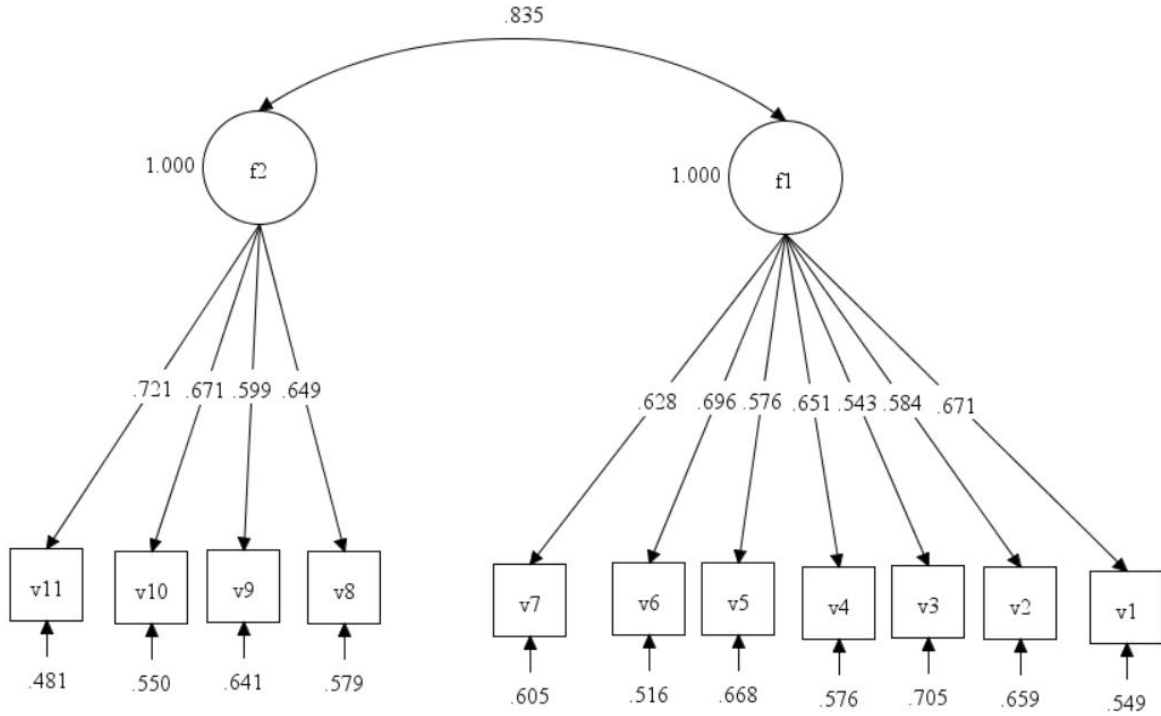 .835
1.000 f2 1.000 f1
.721 .671 .599 .649 .628 .696 .576 .651 .543 .584 .671
v11 v10 v9 v8 v7 v6 v5 v4 v3 v2 v1
.481 .550 .641 .579 .605 .516 .668 .576 .705 .659 .549